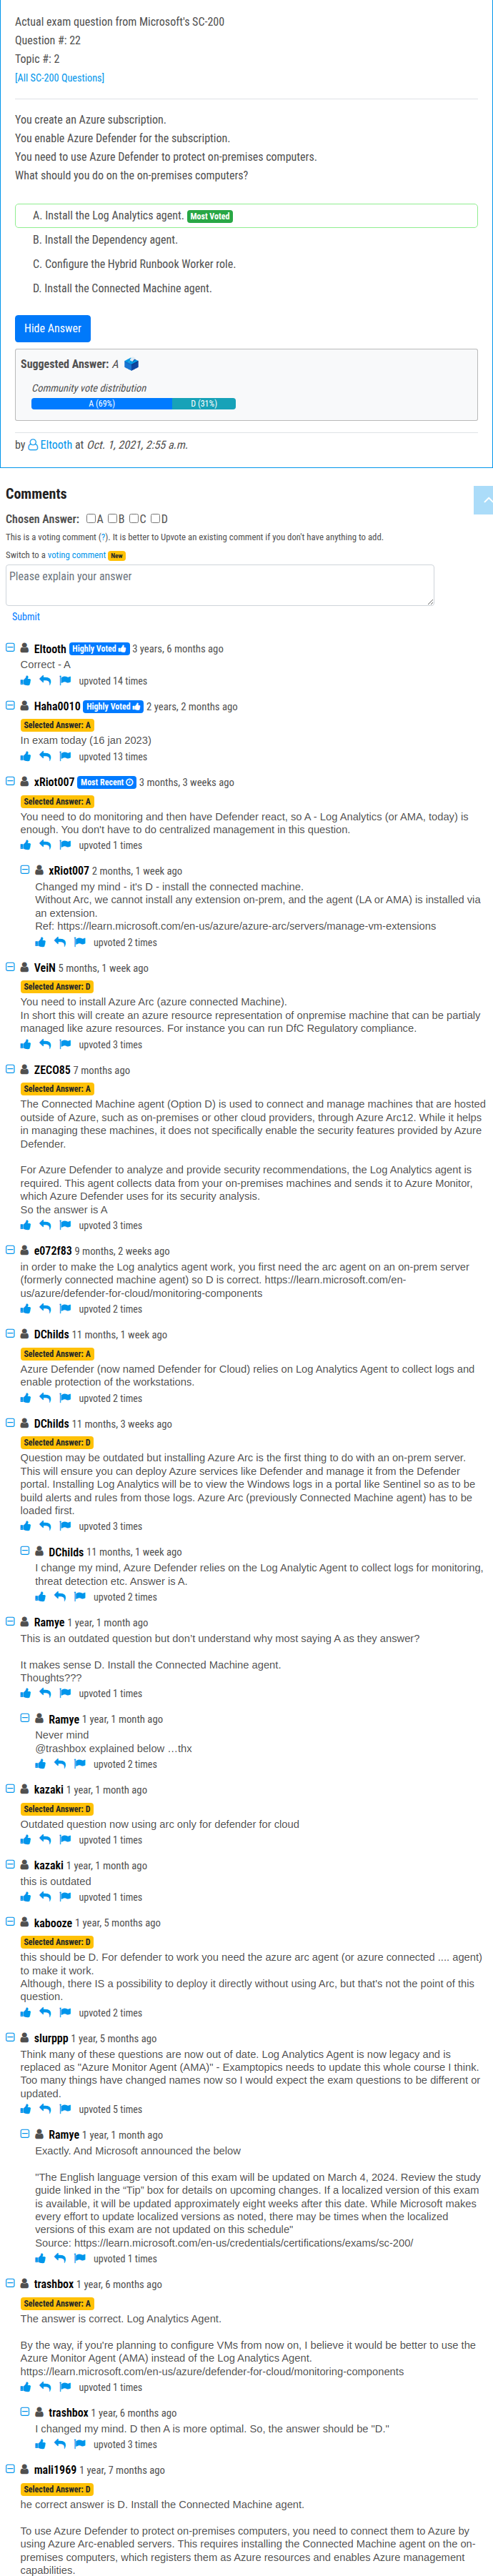 Actual exam question from Microsoft's SC-200
Question #: 22
Topic #: 2
[All SC-200 Questions]
You create an Azure subscription.
You enable Azure Defender for the subscription.
You need to use Azure Defender to protect on-premises computers.
What should you do on the on-premises computers?
A. Install the Log Analytics agent. Most Voted
B. Install the Dependency agent.
C. Configure the Hybrid Runbook Worker role.
D. Install the Connected Machine agent.
Hide Answer
Suggested Answer: A
Community vote distribution
A (69%) D (31%)
by Eltooth at Oct. 1, 2021, 2:55 a.m.
Comments
Chosen Answer: A B C D
This is a voting comment (?). It is better to Upvote an existing comment if you don't have anything to add.
Switch to a voting comment New
Please explain your answer
Submit
Eltooth Highly Voted 3 years, 6 months ago
Correct - A
upvoted 14 times
Haha0010 Highly Voted 2 years, 2 months ago
Selected Answer: A
In exam today (16 jan 2023)
upvoted 13 times
xRiot007 Most Recent 3 months, 3 weeks ago
Selected Answer: A
You need to do monitoring and then have Defender react, so A - Log Analytics (or AMA, today) is
enough. You don't have to do centralized management in this question.
upvoted 1 times
xRiot007 2 months, 1 week ago
Changed my mind - it's D - install the connected machine.
Without Arc, we cannot install any extension on-prem, and the agent (LA or AMA) is installed via
an extension.
Ref: https://learn.microsoft.com/en-us/azure/azure-arc/servers/manage-vm-extensions
upvoted 2 times
VeiN 5 months, 1 week ago
Selected Answer: D
You need to install Azure Arc (azure connected Machine).
In short this will create an azure resource representation of onpremise machine that can be partialy
managed like azure resources. For instance you can run DfC Regulatory compliance.
upvoted 3 times
ZECO85 7 months ago
Selected Answer: A
The Connected Machine agent (Option D) is used to connect and manage machines that are hosted
outside of Azure, such as on-premises or other cloud providers, through Azure Arc12. While it helps
in managing these machines, it does not specifically enable the security features provided by Azure
Defender.
For Azure Defender to analyze and provide security recommendations, the Log Analytics agent is
required. This agent collects data from your on-premises machines and sends it to Azure Monitor,
which Azure Defender uses for its security analysis.
So the answer is A
upvoted 3 times
e072f83 9 months, 2 weeks ago
in order to make the Log analytics agent work, you first need the arc agent on an on-prem server
(formerly connected machine agent) so D is correct. https://learn.microsoft.com/en-
us/azure/defender-for-cloud/monitoring-components
upvoted 2 times
DChilds 11 months, 1 week ago
Selected Answer: A
Azure Defender (now named Defender for Cloud) relies on Log Analytics Agent to collect logs and
enable protection of the workstations.
upvoted 2 times
DChilds 11 months, 3 weeks ago
Selected Answer: D
Question may be outdated but installing Azure Arc is the first thing to do with an on-prem server.
This will ensure you can deploy Azure services like Defender and manage it from the Defender
portal. Installing Log Analytics will be to view the Windows logs in a portal like Sentinel so as to be
build alerts and rules from those logs. Azure Arc (previously Connected Machine agent) has to be
loaded first.
upvoted 3 times
DChilds 11 months, 1 week ago
I change my mind, Azure Defender relies on the Log Analytic Agent to collect logs for monitoring,
threat detection etc. Answer is A.
upvoted 2 times
Ramye 1 year, 1 month ago
This is an outdated question but don’t understand why most saying A as they answer?
It makes sense D. Install the Connected Machine agent.
Thoughts???
upvoted 1 times
Ramye 1 year, 1 month ago
Never mind
@trashbox explained below …thx
upvoted 2 times
kazaki 1 year, 1 month ago
Selected Answer: D
Outdated question now using arc only for defender for cloud
upvoted 1 times
kazaki 1 year, 1 month ago
this is outdated
upvoted 1 times
kabooze 1 year, 5 months ago
Selected Answer: D
this should be D. For defender to work you need the azure arc agent (or azure connected .... agent)
to make it work.
Although, there IS a possibility to deploy it directly without using Arc, but that's not the point of this
question.
upvoted 2 times
slurppp 1 year, 5 months ago
Think many of these questions are now out of date. Log Analytics Agent is now legacy and is
replaced as "Azure Monitor Agent (AMA)" - Examptopics needs to update this whole course I think.
Too many things have changed names now so I would expect the exam questions to be different or
updated.
upvoted 5 times
Ramye 1 year, 1 month ago
Exactly. And Microsoft announced the below
"The English language version of this exam will be updated on March 4, 2024. Review the study
guide linked in the “Tip” box for details on upcoming changes. If a localized version of this exam
is available, it will be updated approximately eight weeks after this date. While Microsoft makes
every effort to update localized versions as noted, there may be times when the localized
versions of this exam are not updated on this schedule"
Source: https://learn.microsoft.com/en-us/credentials/certifications/exams/sc-200/
upvoted 1 times
trashbox 1 year, 6 months ago
Selected Answer: A
The answer is correct. Log Analytics Agent.
By the way, if you're planning to configure VMs from now on, I believe it would be better to use the
Azure Monitor Agent (AMA) instead of the Log Analytics Agent.
https://learn.microsoft.com/en-us/azure/defender-for-cloud/monitoring-components
upvoted 1 times
trashbox 1 year, 6 months ago
I changed my mind. D then A is more optimal. So, the answer should be "D."
upvoted 3 times
mali1969 1 year, 7 months ago
Selected Answer: D
he correct answer is D. Install the Connected Machine agent.
To use Azure Defender to protect on-premises computers, you need to connect them to Azure by
using Azure Arc-enabled servers. This requires installing the Connected Machine agent on the on-
premises computers, which registers them as Azure resources and enables Azure management
capabilities.